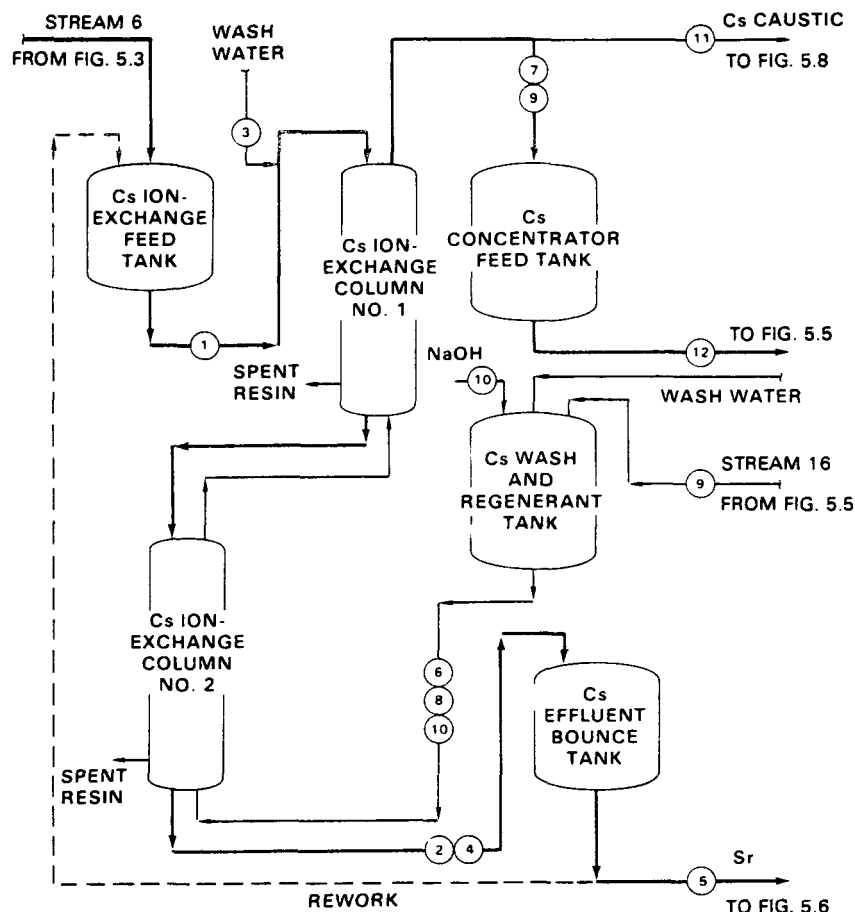 STREAM 6
FROM FIG. 5.3
WASH
WATER
3
Cs CAUSTIC
11
TO FIG. 5.8
7
9
Cs ION-
EXCHANGE
FEED
TANK
Cs ION-
EXCHANGE
COLUMN
NO. 1
Cs
CONCENTRATOR
FEED TANK
1
SPENT
RESIN
TO FIG. 5.5
12
NaOH
10
WASH WATER
Cs WASH
AND
REGENERANT
TANK
STREAM 16
9
FROM FIG. 5.5
Cs ION-
EXCHANGE
COLUMN
NO. 2
6
8
10
Cs
EFFLUENT
BOUNCE
TANK
SPENT
RESIN
2
4
Sr
5
REWORK
TO FIG. 5.6